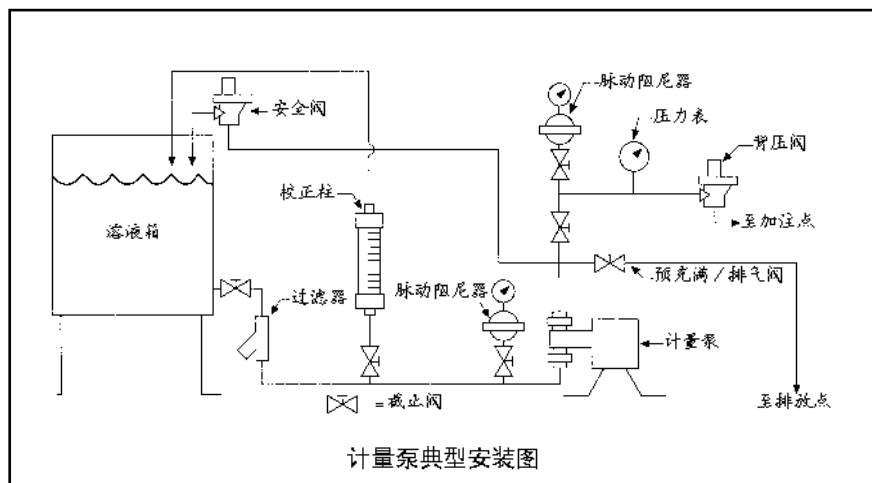 脉动阻尼器
安全阀
压力表
背压阀
校正柱
溶液箱
至加注点
过滤器
脉动阻尼器
预充满/排气阀
计量泵
=截止阀
至排放点
计量泵典型安装图